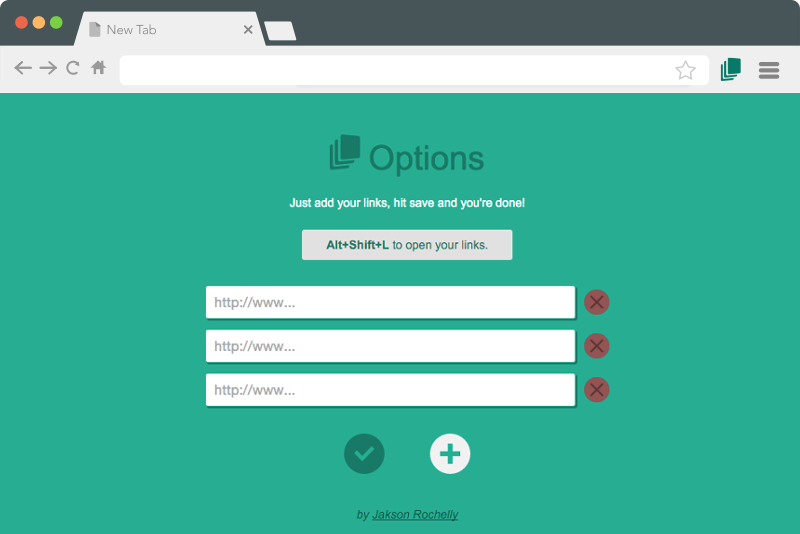 New Tab
Options
Just add your links, hit save and you're done!
Alt+Shift+L to open your links.
http://www...
http://www...
http://www...
by Jakson Rochelly